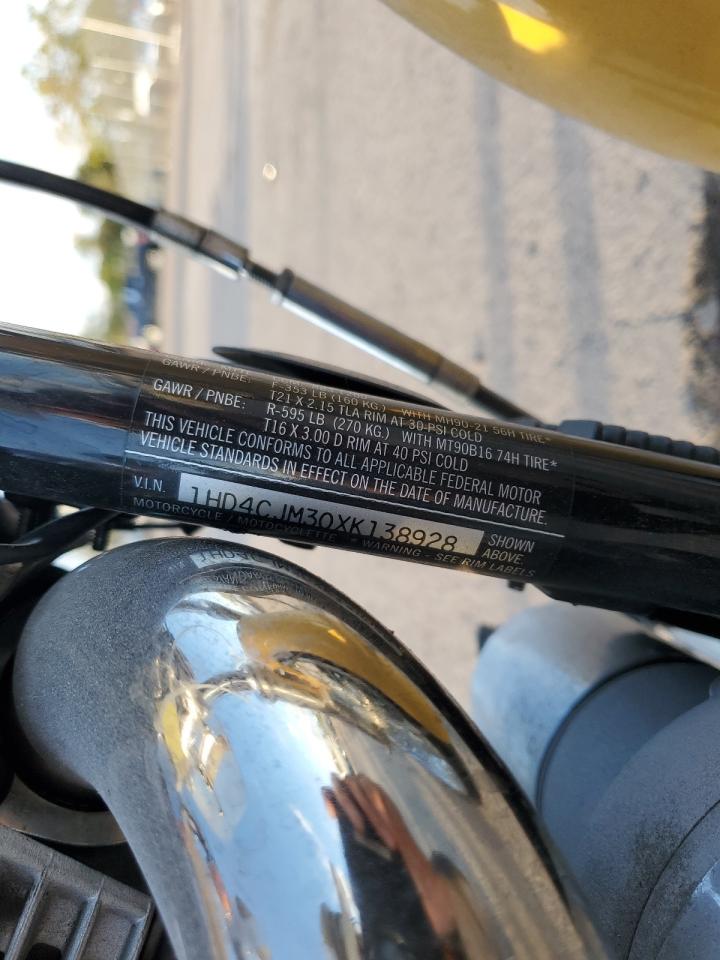 GAWR / PNBE: F-353 LB (160 KG.) WITH MH90-21 56H TIRE*
T21 X 2.15 TLA RIM AT 30 PSI COLD
GAWR / PNBE: R-595 LB (270 KG.) WITH MT90B16 74H TIRE*
T16 X 3.00 D RIM AT 40 PSI COLD
THIS VEHICLE CONFORMS TO ALL APPLICABLE FEDERAL MOTOR
VEHICLE STANDARDS IN EFFECT ON THE DATE OF MANUFACTURE.
V.I.N. 1HD4CJM30XK138928 SHOWN
ABOVE.
MOTORCYCLE / MOTOCYCLETTE * WARNING - SEE RIM LABELS